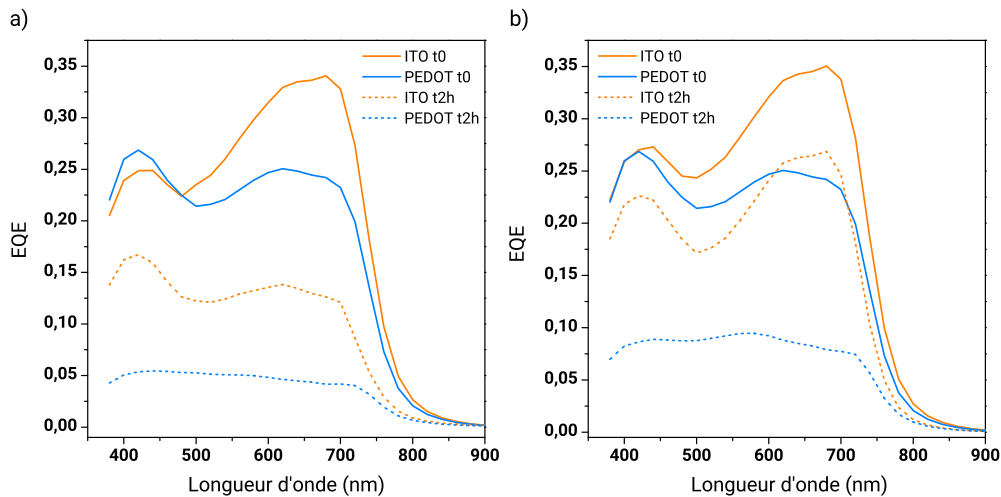 a)
0,35
0,30
0,25
0,20
0,15
0,10
0,05
0,00
EQE
400 500 600 700 800 900
Longueur d'onde (nm)
ITO t0
PEDOT t0
ITO t2h
PEDOT t2h
b)
0,35
0,30
0,25
0,20
0,15
0,10
0,05
0,00
EQE
400 500 600 700 800 900
Longueur d'onde (nm)
ITO t0
PEDOT t0
ITO t2h
PEDOT t2h